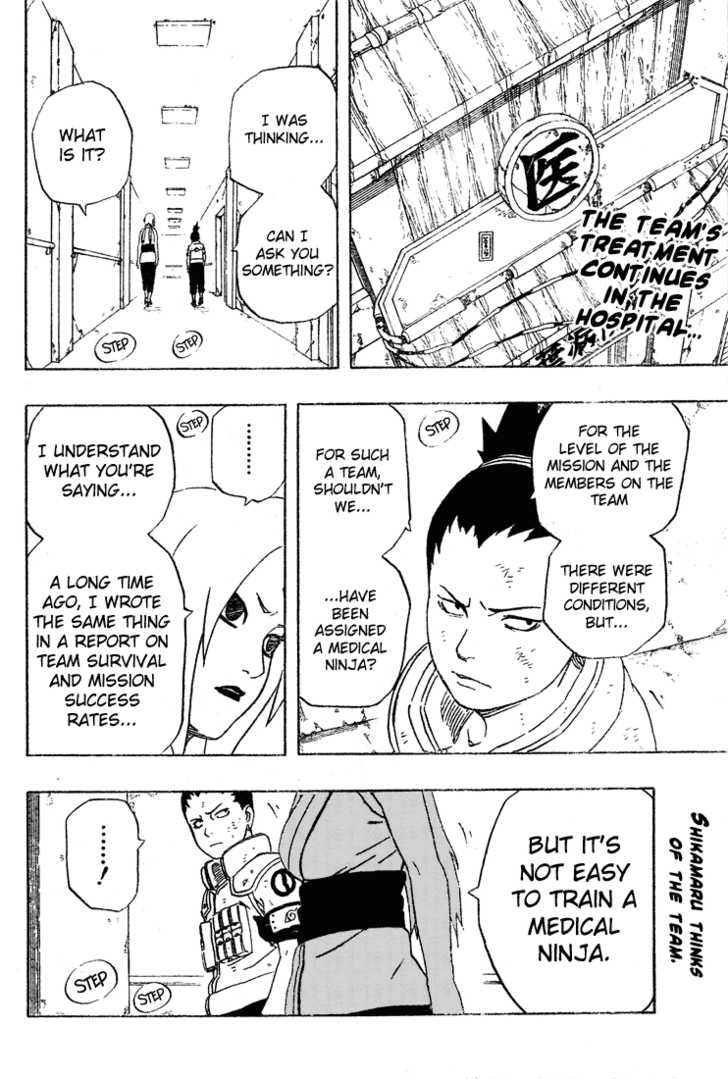 医
THE TEAM'S
TREATMENT
CONTINUES
IN THE
HOSPITAL...
I WAS
THINKING...
CAN I
ASK YOU
SOMETHING?
WHAT
IS IT?
STEP
STEP
FOR THE
LEVEL OF THE
MISSION AND THE
MEMBERS ON THE
TEAM
THERE WERE
DIFFERENT
CONDITIONS,
BUT...
STEP
FOR SUCH
A TEAM,
SHOULDN'T
WE...
...HAVE
BEEN
ASSIGNED
A MEDICAL
NINJA?
.........
STEP
I UNDERSTAND
WHAT YOU'RE
SAYING...
A LONG TIME
AGO, I WROTE
THE SAME THING
IN A REPORT ON
TEAM SURVIVAL
AND MISSION
SUCCESS
RATES...
SHIKAMARU THINKS
OF THE TEAM.
BUT IT'S
NOT EASY
TO TRAIN A
MEDICAL
NINJA.
......!
STEP
STEP